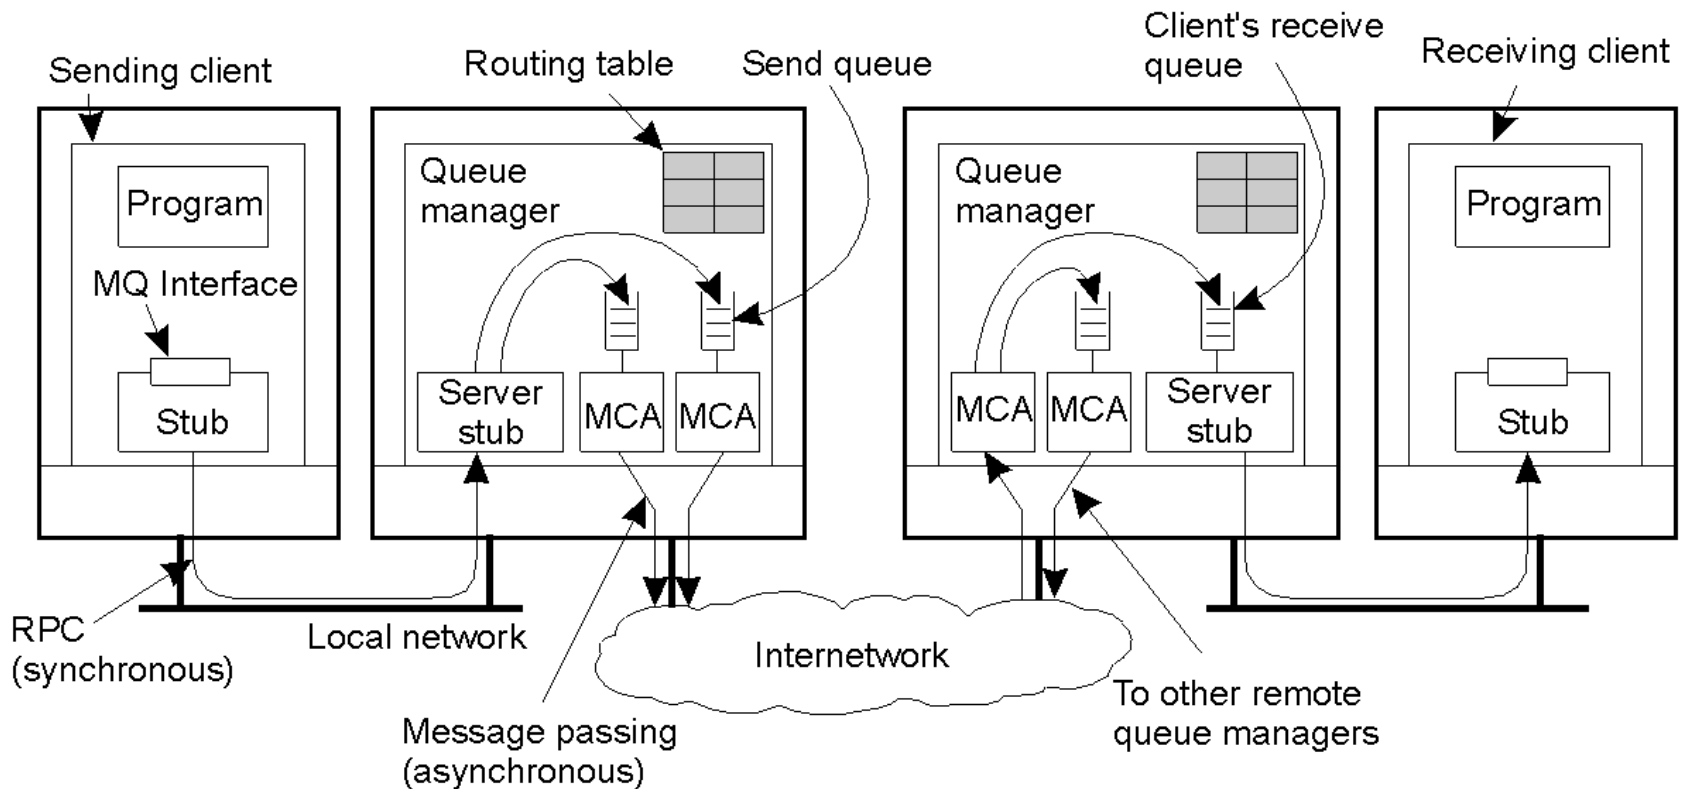 Sending client
Routing table
Send queue
Client's receive
queue
Receiving client
Program
MQ Interface
Stub
Queue
manager
Server
stub
MCA
MCA
Queue
manager
MCA
MCA
Server
stub
Program
Stub
RPC
(synchronous)
Local network
Message passing
(asynchronous)
Internetwork
To other remote
queue managers